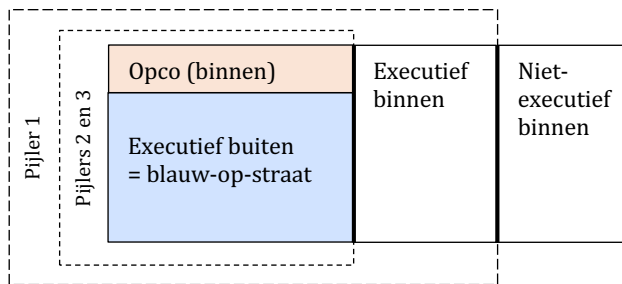 Pijler 1
Pijlers 2 en 3
Opco (binnen)
Executief buiten
= blauw-op-straat
Executief
binnen
Niet-
executief
binnen